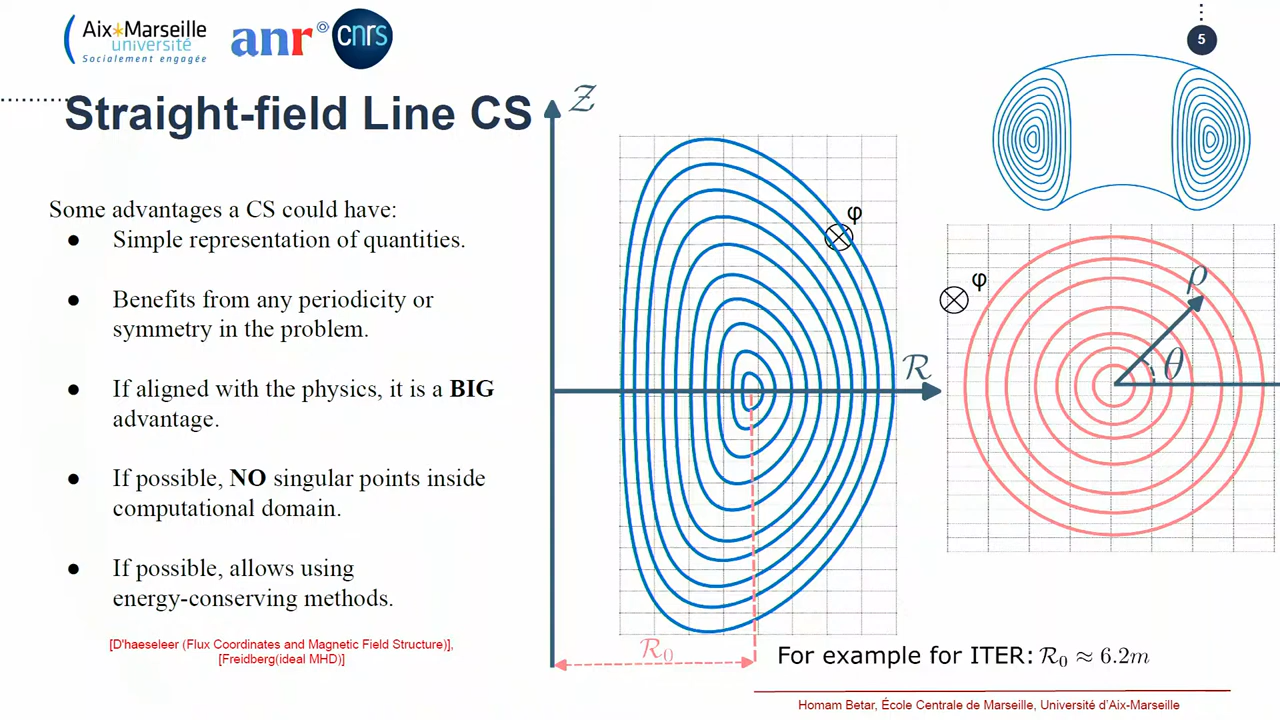 Aix✶Marseille
université
Socialement engagée
anr
cnrs
5
Straight-field Line CS
Some advantages a CS could have:
● Simple representation of quantities.
● Benefits from any periodicity or
symmetry in the problem.
● If aligned with the physics, it is a BIG
advantage.
● If possible, NO singular points inside
computational domain.
● If possible, allows using
energy-conserving methods.
[D'haeseleer (Flux Coordinates and Magnetic Field Structure)],
[Freidberg(ideal MHD)]
Z
φ
R
R₀
φ
ρ
θ
For example for ITER: R₀ ≈ 6.2m
Homam Betar, École Centrale de Marseille, Université d'Aix-Marseille